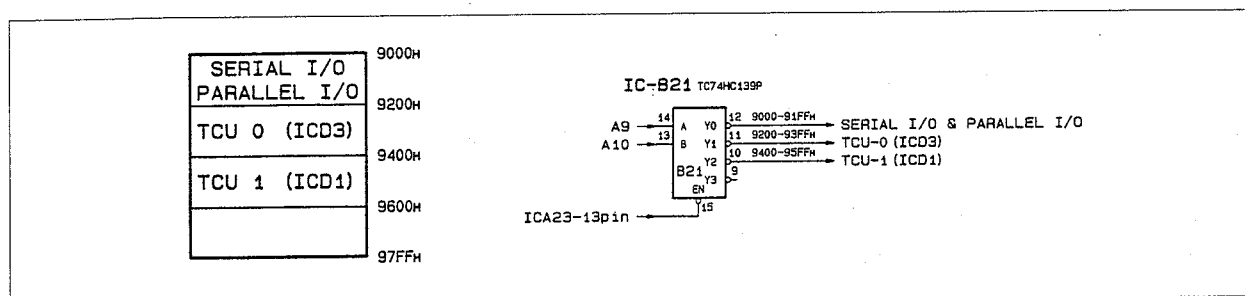 9000H
SERIAL I/O
PARALLEL I/O
9200H
TCU 0 (ICD3)
9400H
TCU 1 (ICD1)
9600H
97FFH
IC-B21 TC74HC139P
A9 14 A Y0 12 9000-91FFH SERIAL I/O & PARALLEL I/O
A10 13 B Y1 11 9200-93FFH TCU-0 (ICD3)
Y2 10 9400-95FFH TCU-1 (ICD1)
B21 Y3 9
EN
15
ICA23-13pin